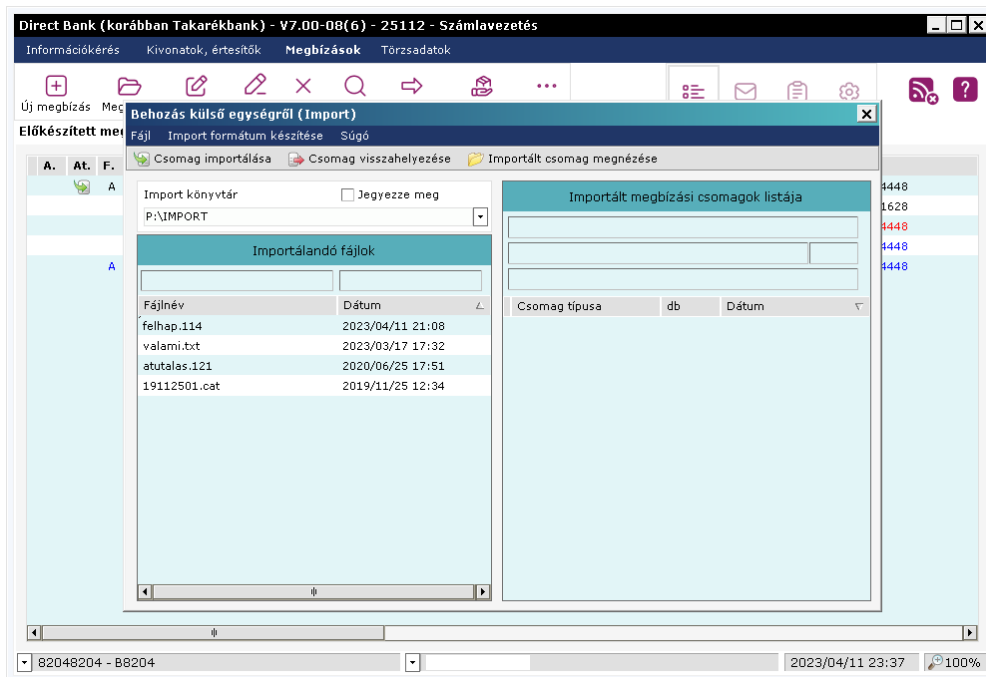 Direct Bank (korábban Takarékbank) - V7.00-08(6) - 25112 - Számlavezetés
Információkérés Kivonatok, értesítők Megbízások Törzsadatok
Új megbízás Meg
?
Előkészített meg
Behozás külső egységről (Import)
Fájl Import formátum készítése Súgó
Csomag importálása Csomag visszahelyezése Importált csomag megnézése
A. At. F.
A
A
4448
1628
4448
4448
4448
Import könyvtár Jegyezze meg
P:\IMPORT
Importálandó fájlok
Fájlnév Dátum
felhap.114 2023/04/11 21:08
valami.txt 2023/03/17 17:32
atutalas.121 2020/06/25 17:51
19112501.cat 2019/11/25 12:34
Importált megbízási csomagok listája
Csomag típusa db Dátum
82048204 - B8204
2023/04/11 23:37 100%